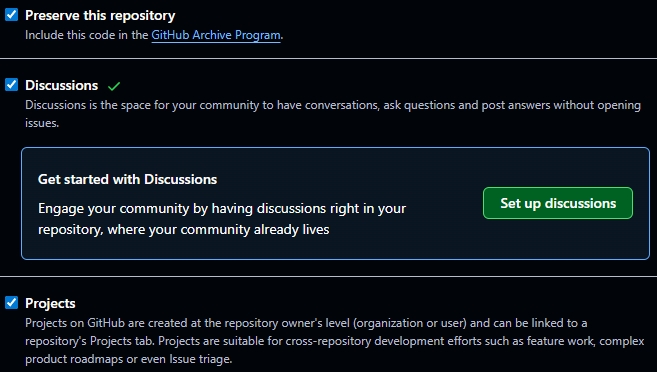 Preserve this repository
Include this code in the GitHub Archive Program.
Discussions
Discussions is the space for your community to have conversations, ask questions and post answers without opening
issues.
Get started with Discussions
Engage your community by having discussions right in your
repository, where your community already lives
Set up discussions
Projects
Projects on GitHub are created at the repository owner's level (organization or user) and can be linked to a
repository's Projects tab. Projects are suitable for cross-repository development efforts such as feature work, complex
product roadmaps or even Issue triage.